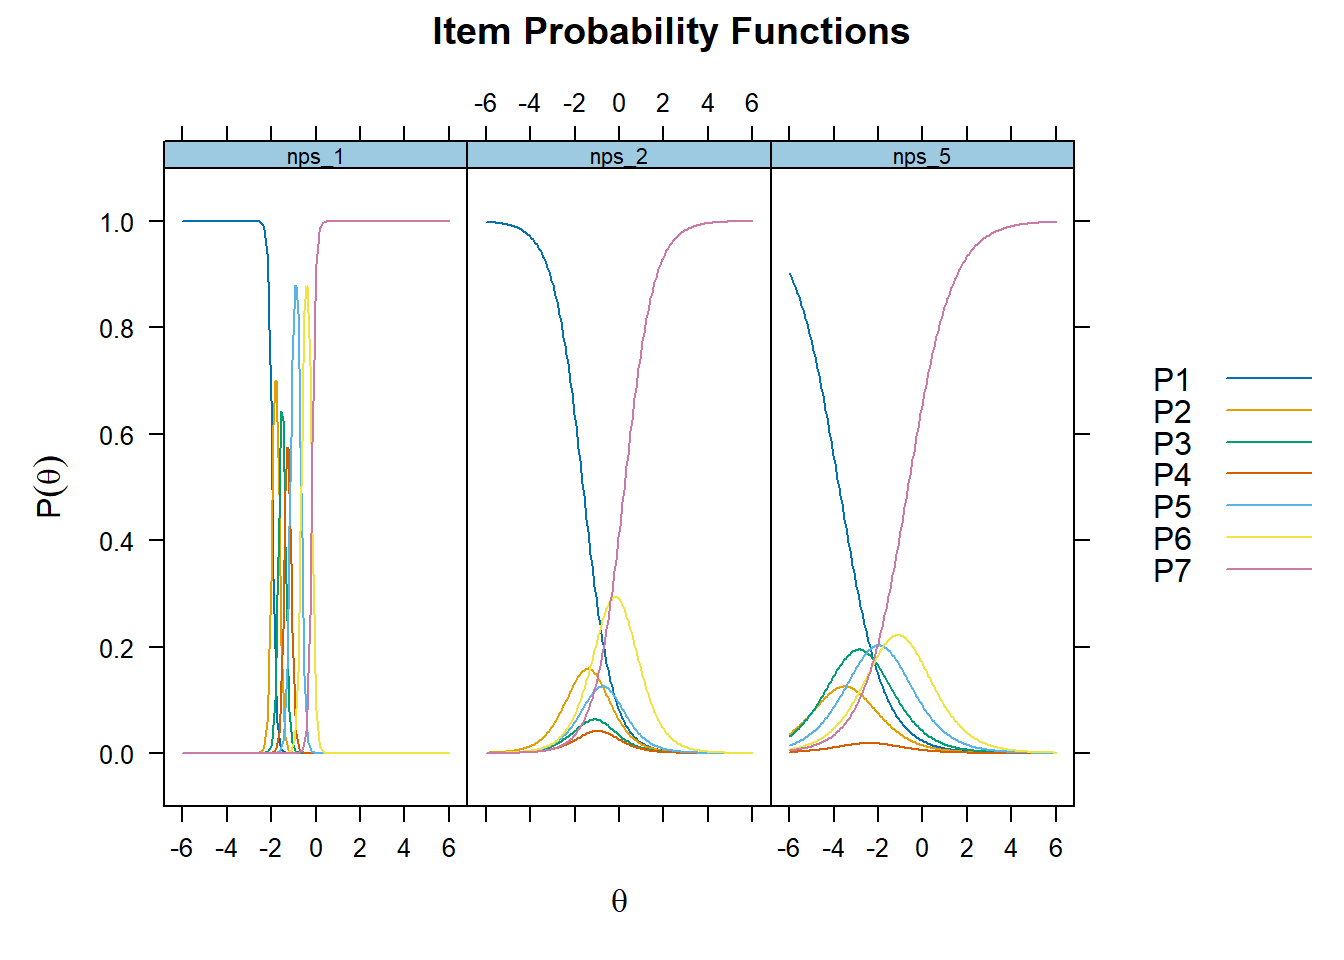 Item Probability Functions
-6 -4 -2 0 2 4 6
nps_1 nps_2 nps_5
1.0
0.8
0.6
0.4
0.2
0.0
P(θ)
-6 -4 -2 0 2 4 6 -6 -4 -2 0 2 4 6
θ
P1
P2
P3
P4
P5
P6
P7